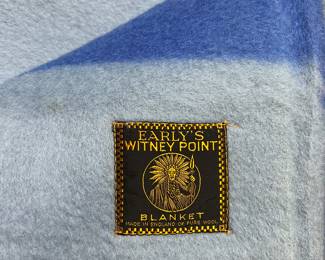 EARLY'S
WITNEY POINT
BLANKET
MADE IN ENGLAND OF PURE WOOL